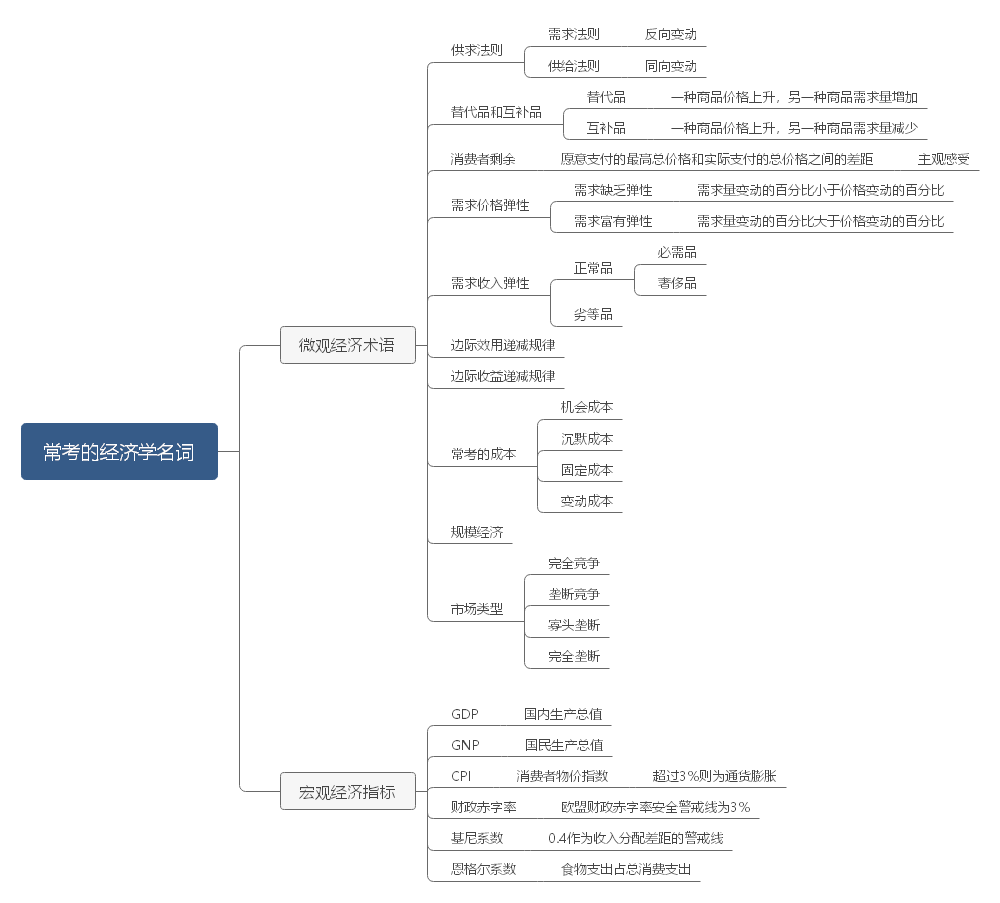 常考的经济学名词
微观经济术语
供求法则
需求法则 反向变动
供给法则 同向变动
替代品和互补品
替代品 一种商品价格上升，另一种商品需求量增加
互补品 一种商品价格上升，另一种商品需求量减少
消费者剩余 愿意支付的最高总价格和实际支付的总价格之间的差距 主观感受
需求价格弹性
需求缺乏弹性 需求量变动的百分比小于价格变动的百分比
需求富有弹性 需求量变动的百分比大于价格变动的百分比
需求收入弹性
正常品
必需品
奢侈品
劣等品
边际效用递减规律
边际收益递减规律
常考的成本
机会成本
沉默成本
固定成本
变动成本
规模经济
市场类型
完全竞争
垄断竞争
寡头垄断
完全垄断
宏观经济指标
GDP 国内生产总值
GNP 国民生产总值
CPI 消费者物价指数 超过3%则为通货膨胀
财政赤字率 欧盟财政赤字率安全警戒线为3%
基尼系数 0.4作为收入分配差距的警戒线
恩格尔系数 食物支出占总消费支出